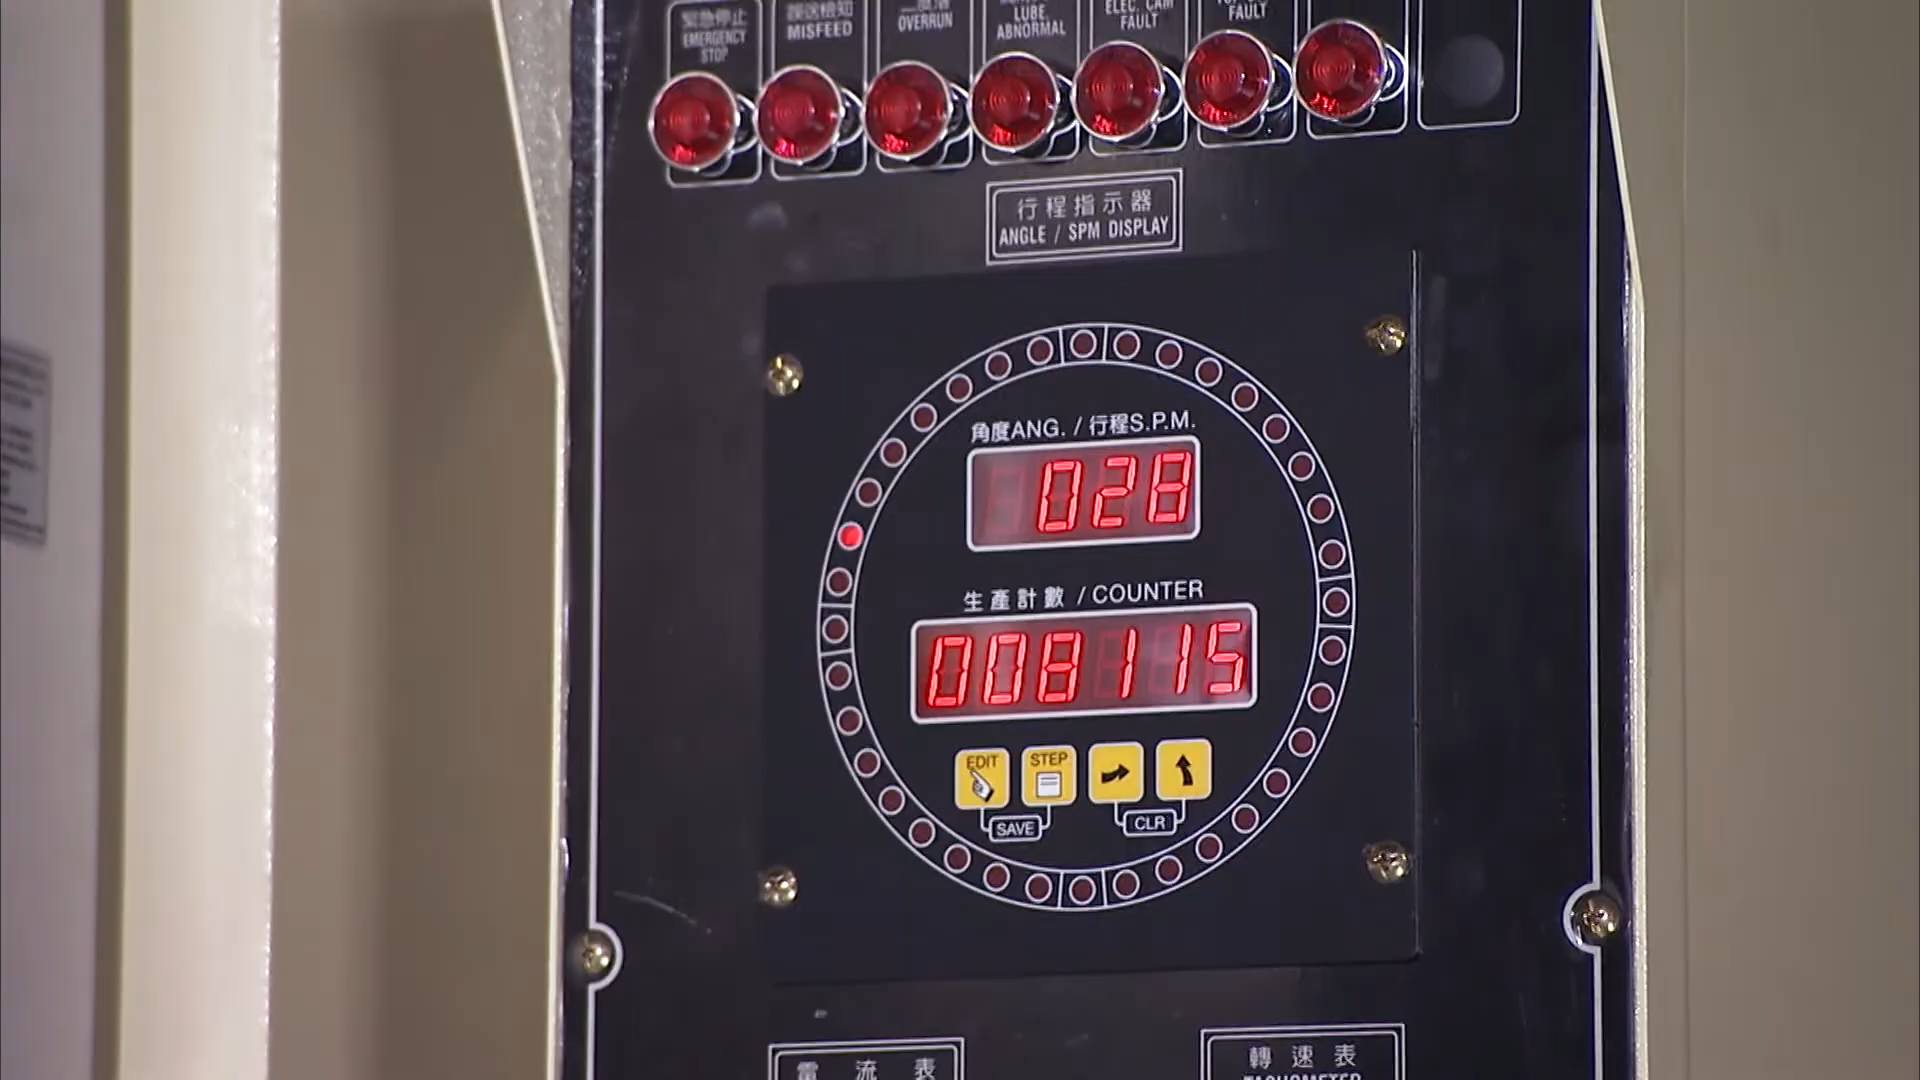 緊急停止
EMERGENCY
STOP
誤送檢知
MISFEED
OVERRUN
LUBE.
ABNORMAL
ELEC. CAM
FAULT
FAULT
行程指示器
ANGLE / SPM DISPLAY
角度ANG. / 行程S.P.M.
028
生產計數 / COUNTER
008115
EDIT
STEP
SAVE
CLR
電流表
轉速表
TACHOMETER